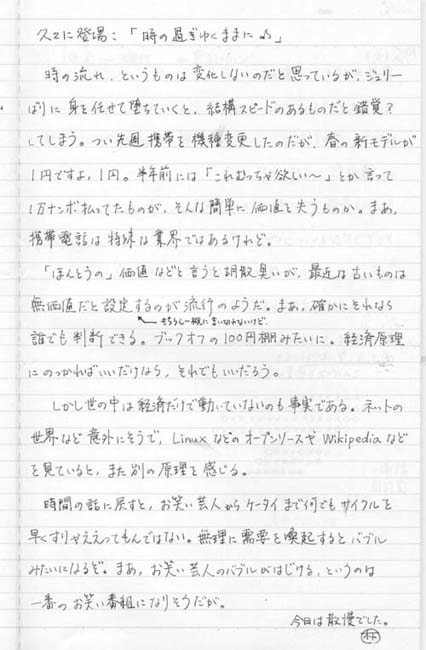 久々に登場：「時の過ぎゆくままに♪」
時の流れ、というものは変化しないのだと思っているが、ジュリー
ばりに身を任せて堕ちていくと、結構スピードのあるものだと錯覚？
してしまう。つい先週携帯を機種変更したのだが、春の新モデルが
1円ですよ，1円。半年前には「これむっちゃ欲しい〜」とか言って
1万ナンボ払ってたものが、そんな簡単に価値を失うものか。まあ，
携帯電話は特殊な業界ではあるけれど。
「ほんとうの」価値などと言うと胡散臭いが、最近は古いものは
無価値だと設定するのが流行のようだ。まあ，確かにそれなら
←もちろん一概に言い切れないけど。
誰でも判断できる。ブックオフの100円棚みたいに。経済原理
にのっかればいいだけなら，それでもいいだろう。
しかし世の中は経済だけで動いていないのも事実である。ネットの
世界など意外にそうで，LinuxなどのオープンソースやWikipediaなど
を見ていると，また別の原理を感じる。
時間の話に戻すと，お笑い芸人からケータイまで何でもサイクルを
早くすりゃええってもんではない。無理に需要を喚起するとバブル
みたいになるぞ。まあ，お笑い芸人のバブルがはじける，というのは
一番のお笑い番組になりそうだが。
今日は散慢でした。